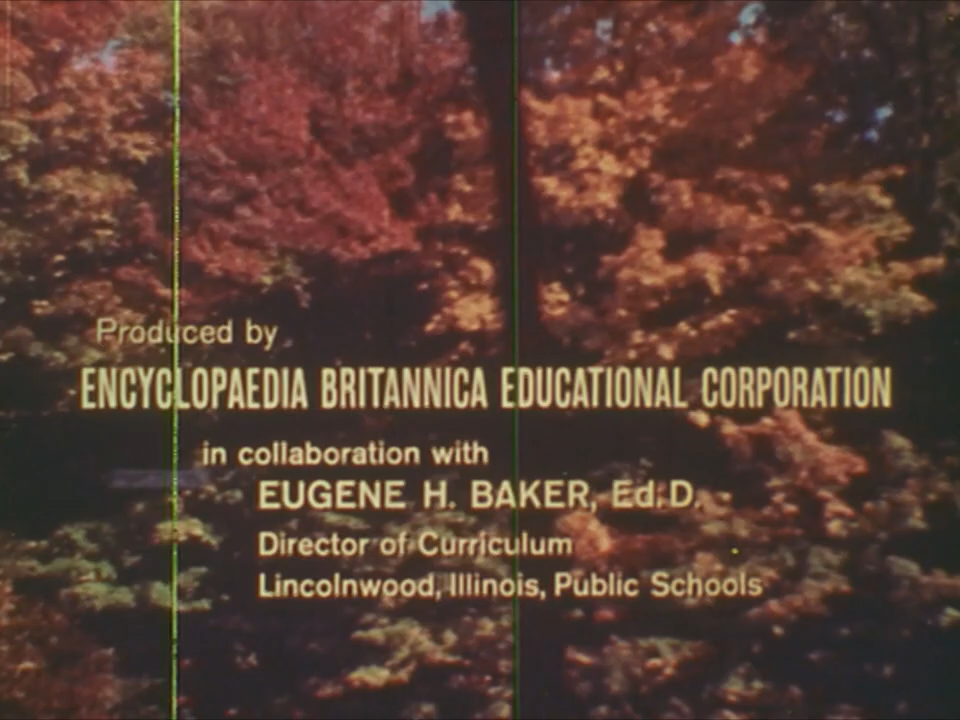 Produced by
ENCYCLOPAEDIA BRITANNICA EDUCATIONAL CORPORATION
in collaboration with
EUGENE H. BAKER, Ed.D.
Director of Curriculum
Lincolnwood, Illinois, Public Schools